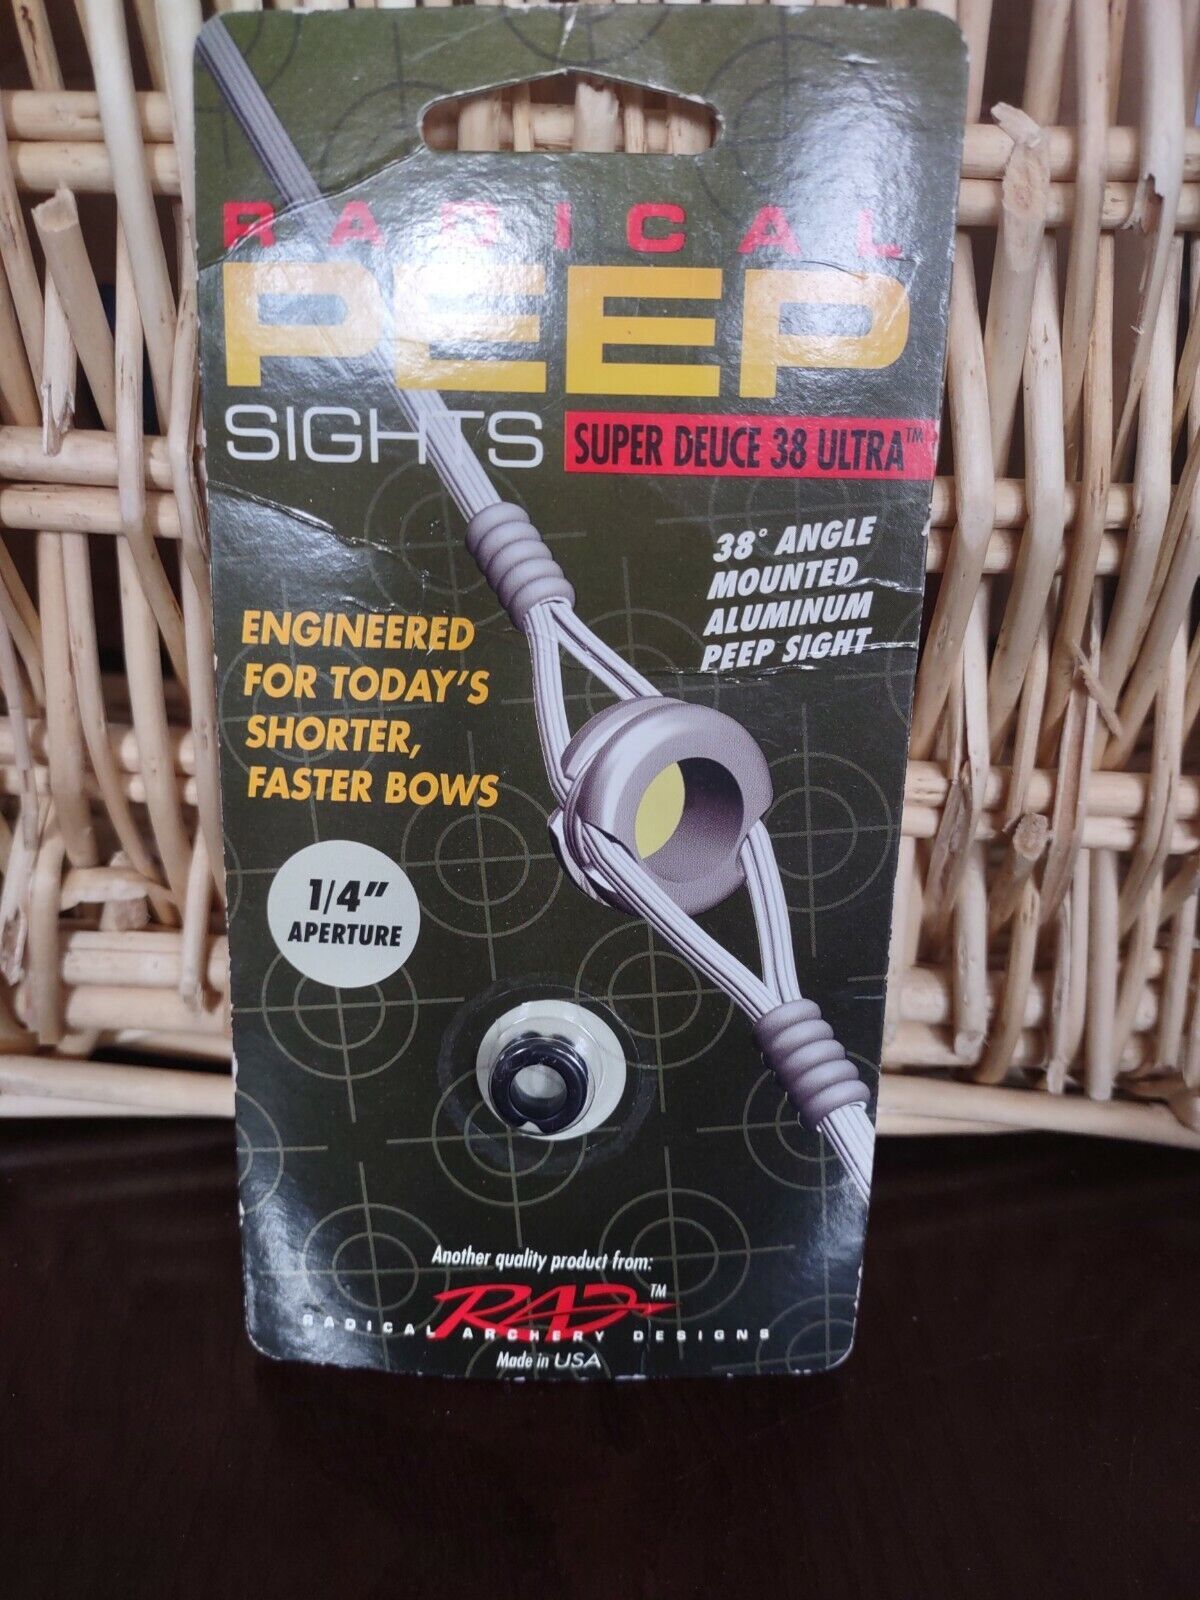 RADICAL
PEEP
SIGHTS
SUPER DEUCE 38 ULTRA™
38° ANGLE
MOUNTED
ALUMINUM
PEEP SIGHT
ENGINEERED
FOR TODAY'S
SHORTER,
FASTER BOWS
1/4"
APERTURE
Another quality product from:
RAD™
RADICAL ARCHERY DESIGNS
Made in USA